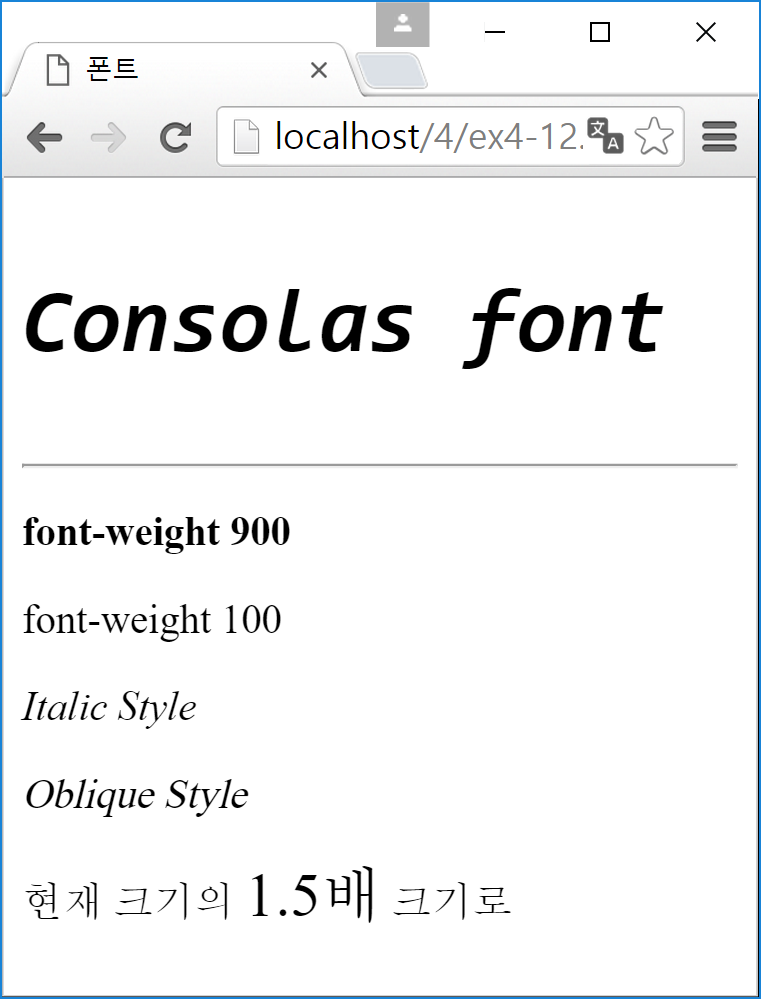 폰트
localhost/4/ex4-12.
Consolas font
font-weight 900
font-weight 100
Italic Style
Oblique Style
현재 크기의 1.5배 크기로